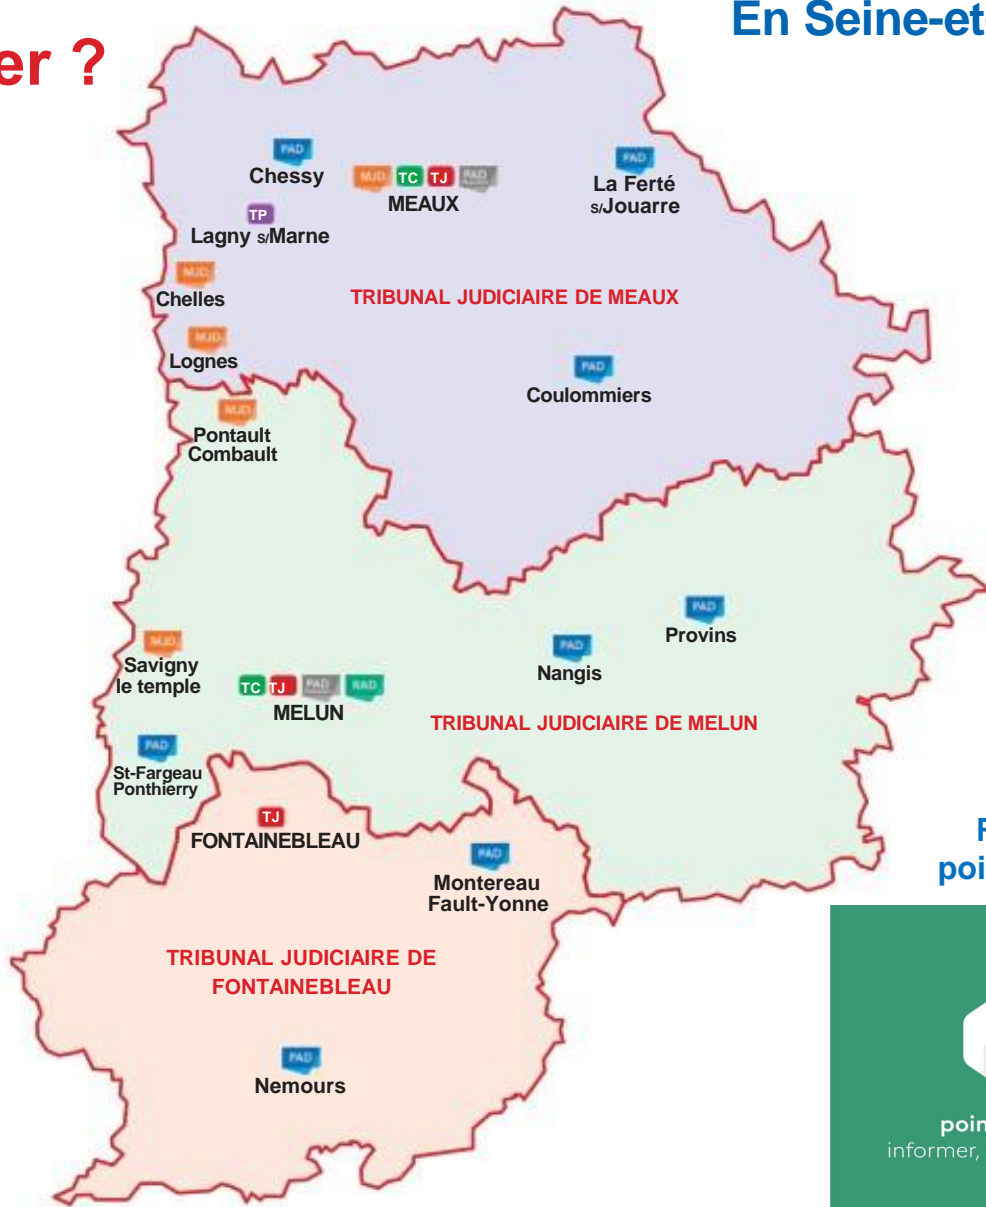 er ?
En Seine-et
PAD
Chessy
MJD TC TJ PAD
MEAUX
PAD
La Ferté
s/Jouarre
TP
Lagny s/Marne
MJD
Chelles
TRIBUNAL JUDICIAIRE DE MEAUX
MJD
Lognes
PAD
Coulommiers
MJD
Pontault
Combault
PAD
Provins
MJD
Savigny
le temple
PAD
Nangis
TC TJ PAD RAD
MELUN
TRIBUNAL JUDICIAIRE DE MELUN
PAD
St-Fargeau
Ponthierry
TJ
FONTAINEBLEAU
PAD
Montereau
Fault-Yonne
poi
TRIBUNAL JUDICIAIRE DE
FONTAINEBLEAU
PAD
Nemours
poin
informer,